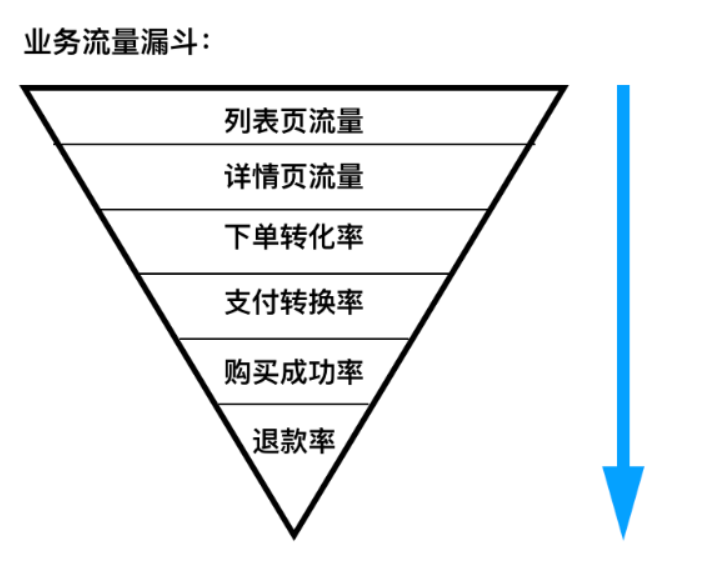 业务流量漏斗：
列表页流量
详情页流量
下单转化率
支付转换率
购买成功率
退款率